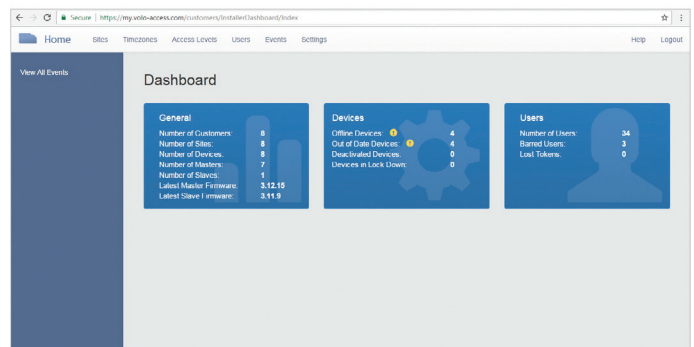 Secure | https://my.volo-access.com/customers/InstallerDashboard/Index
Home Sites Timezones Access Levels Users Events Settings Help Logout
View All Events
Dashboard
General
Number of Customers: 8
Number of Sites: 8
Number of Devices: 8
Number of Masters: 7
Number of Slaves: 1
Latest Master Firmware: 3.12.15
Latest Slave Firmware: 3.11.9
Devices
Offline Devices: 4
Out of Date Devices: 4
Deactivated Devices: 0
Devices in Lock Down: 0
Users
Number of Users: 34
Barred Users: 3
Lost Tokens: 0